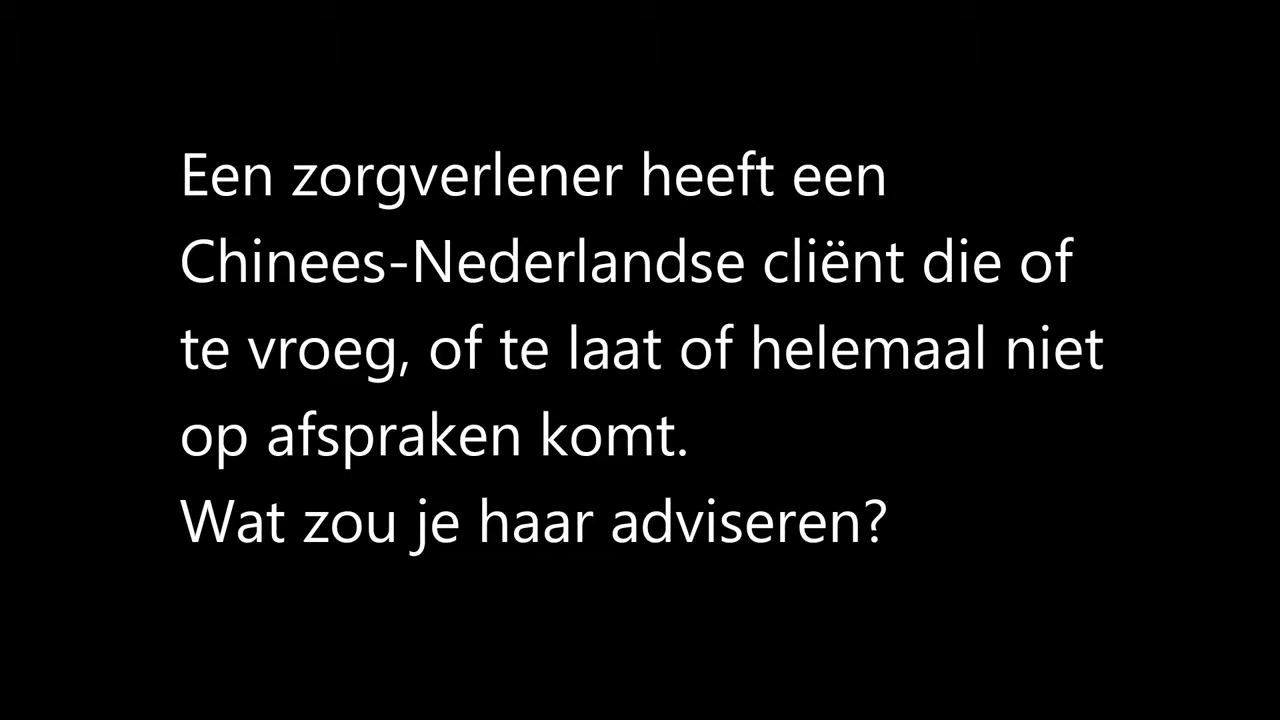 Een zorgverlener heeft een
Chinees-Nederlandse cliënt die of
te vroeg, of te laat of helemaal niet
op afspraken komt.
Wat zou je haar adviseren?